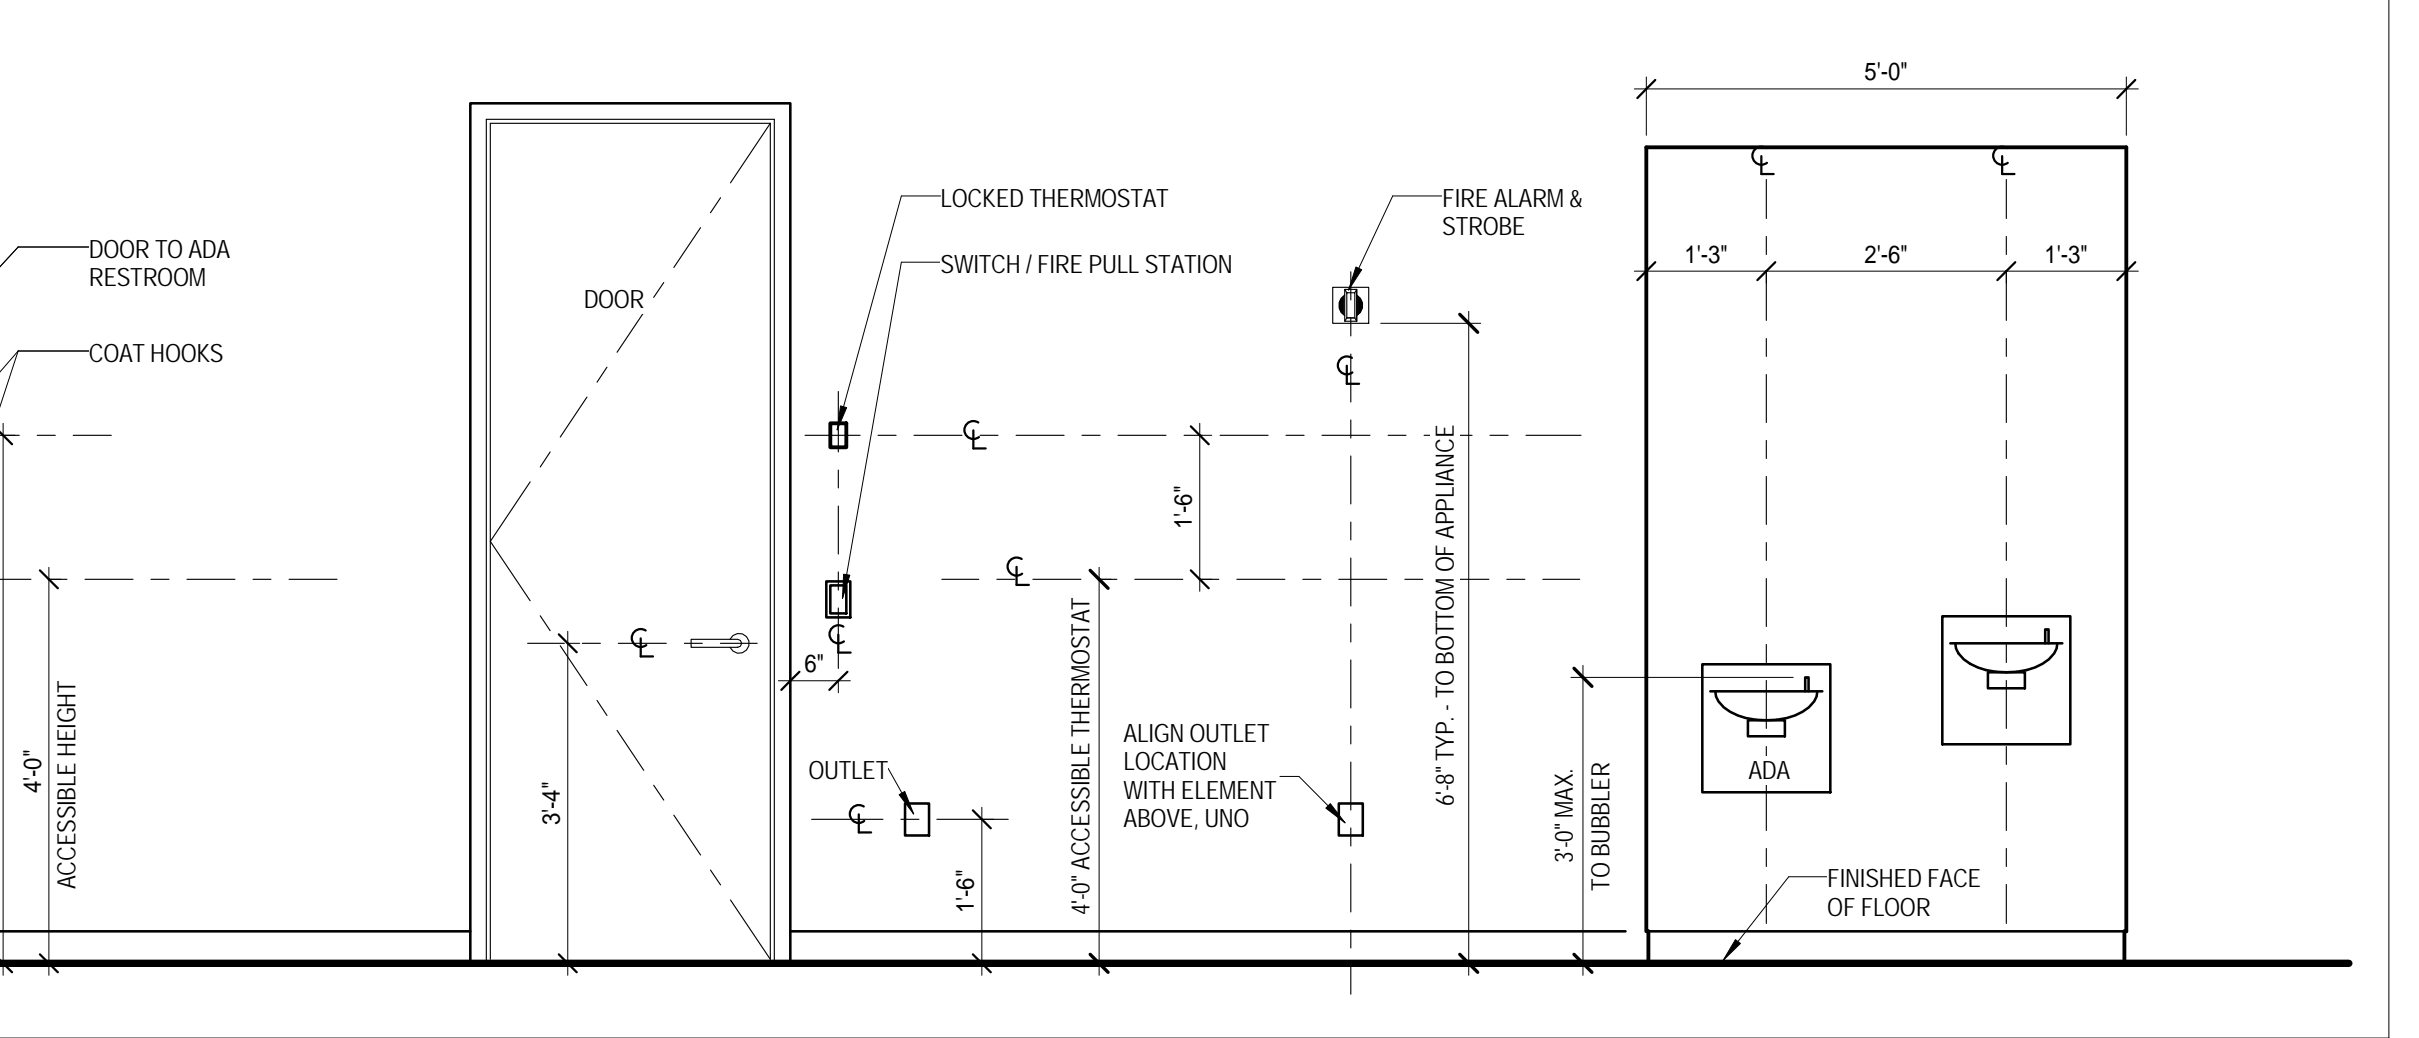 5'-0"
LOCKED THERMOSTAT
FIRE ALARM &
STROBE
DOOR TO ADA
RESTROOM
SWITCH / FIRE PULL STATION
1'-3"
2'-6"
1'-3"
DOOR
COAT HOOKS
℄
℄
℄
℄
℄
℄
℄
℄
℄
1'-6"
6"
6'-8" TYP. - TO BOTTOM OF APPLIANCE
4'-0" ACCESSIBLE THERMOSTAT
4'-0"
ACCESSIBLE HEIGHT
3'-4"
OUTLET
1'-6"
ALIGN OUTLET
LOCATION
WITH ELEMENT
ABOVE, UNO
3'-0" MAX.
TO BUBBLER
ADA
FINISHED FACE
OF FLOOR